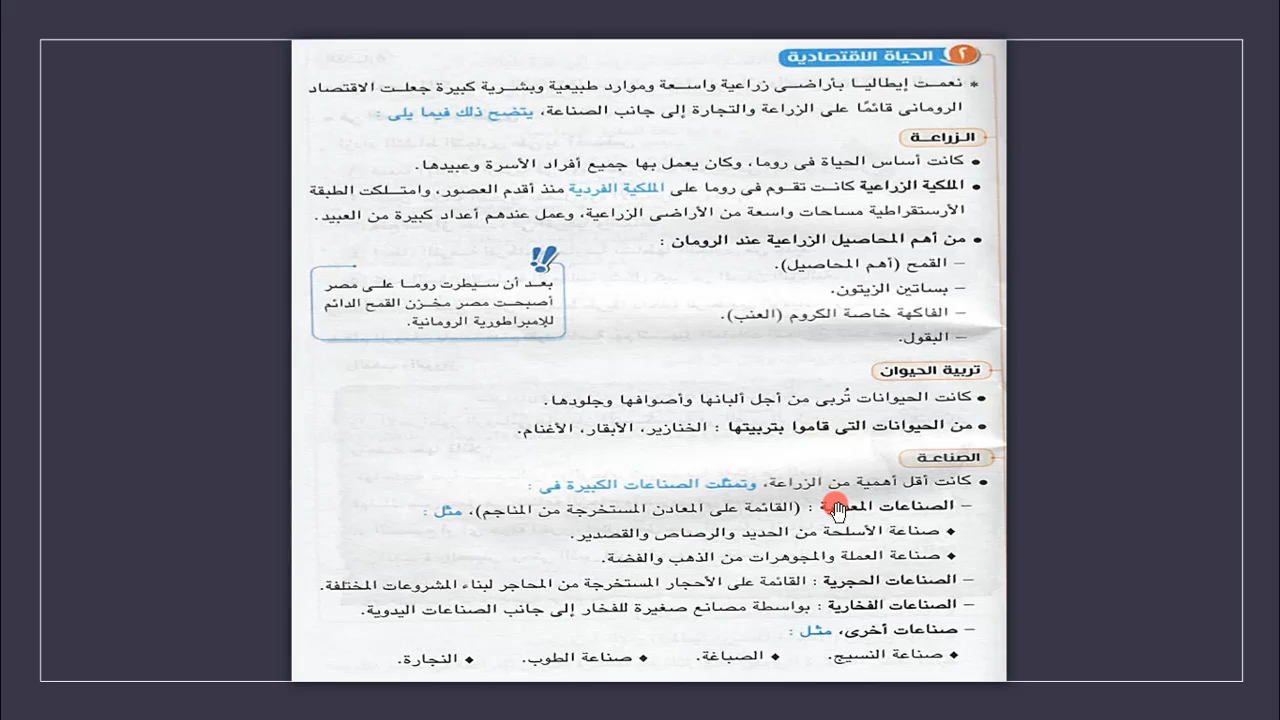 ٢ الحياة الاقتصادية
* نعمت إيطاليا بأراضى زراعية واسعة وموارد طبيعية وبشرية كبيرة جعلت الاقتصاد
الرومانى قائمًا على الزراعة والتجارة إلى جانب الصناعة، يتضح ذلك فيما يلى :
الزراعة
• كانت أساس الحياة فى روما، وكان يعمل بها جميع أفراد الأسرة وعبيدها.
• الملكية الزراعية كانت تقوم فى روما على الملكية الفردية منذ أقدم العصور، وامتلكت الطبقة
الأرستقراطية مساحات واسعة من الأراضى الزراعية، وعمل عندهم أعداد كبيرة من العبيد.
• من أهم المحاصيل الزراعية عند الرومان :
– القمح (أهم المحاصيل).
– بساتين الزيتون.
– الفاكهة خاصة الكروم (العنب).
– البقول.
!!
بعد أن سيطرت روما على مصر
أصبحت مصر مخزن القمح الدائم
للإمبراطورية الرومانية.
تربية الحيوان
• كانت الحيوانات تُربى من أجل ألبانها وأصوافها وجلودها.
• من الحيوانات التى قاموا بتربيتها : الخنازير، الأبقار، الأغنام.
الصناعة
• كانت أقل أهمية من الزراعة، وتمثلت الصناعات الكبيرة فى :
– الصناعات : (القائمة على المعادن المستخرجة من المناجم)، مثل :
♦ صناعة الأسلحة من الحديد والرصاص والقصدير.
♦ صناعة العملة والمجوهرات من الذهب والفضة.
– الصناعات الحجرية : القائمة على الأحجار المستخرجة من المحاجر لبناء المشروعات المختلفة.
– الصناعات الفخارية : بواسطة مصانع صغيرة للفخار إلى جانب الصناعات اليدوية.
– صناعات أخرى، مثل :
♦ صناعة النسيج. ♦ الصباغة. ♦ صناعة الطوب. ♦ النجارة.